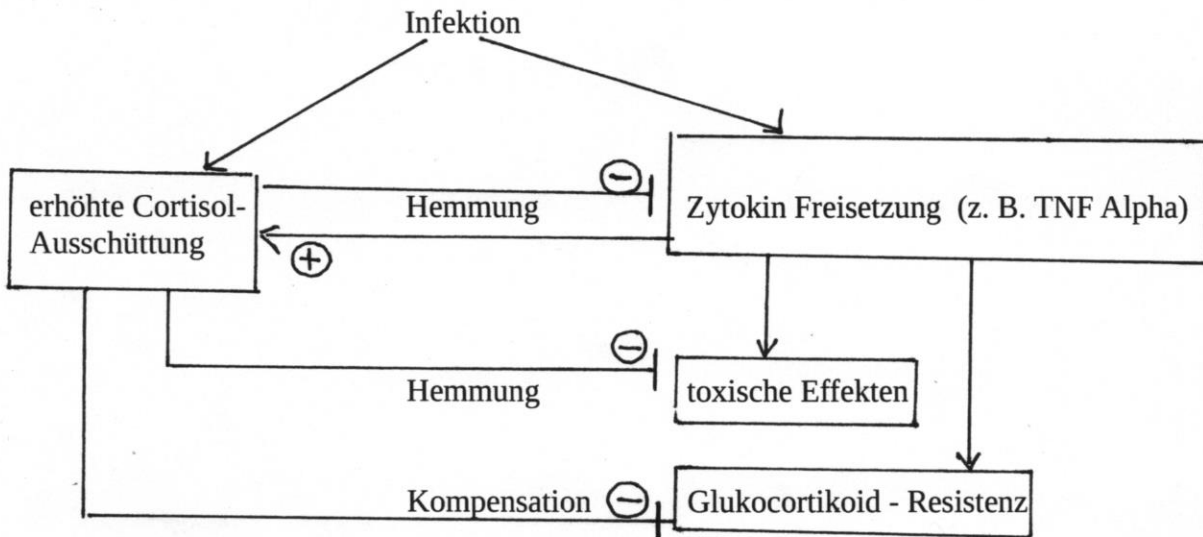 Infektion
erhöhte Cortisol-
Ausschüttung
Hemmung
Zytokin Freisetzung (z. B. TNF Alpha)
Hemmung
toxische Effekten
Kompensation
Glukocortikoid - Resistenz